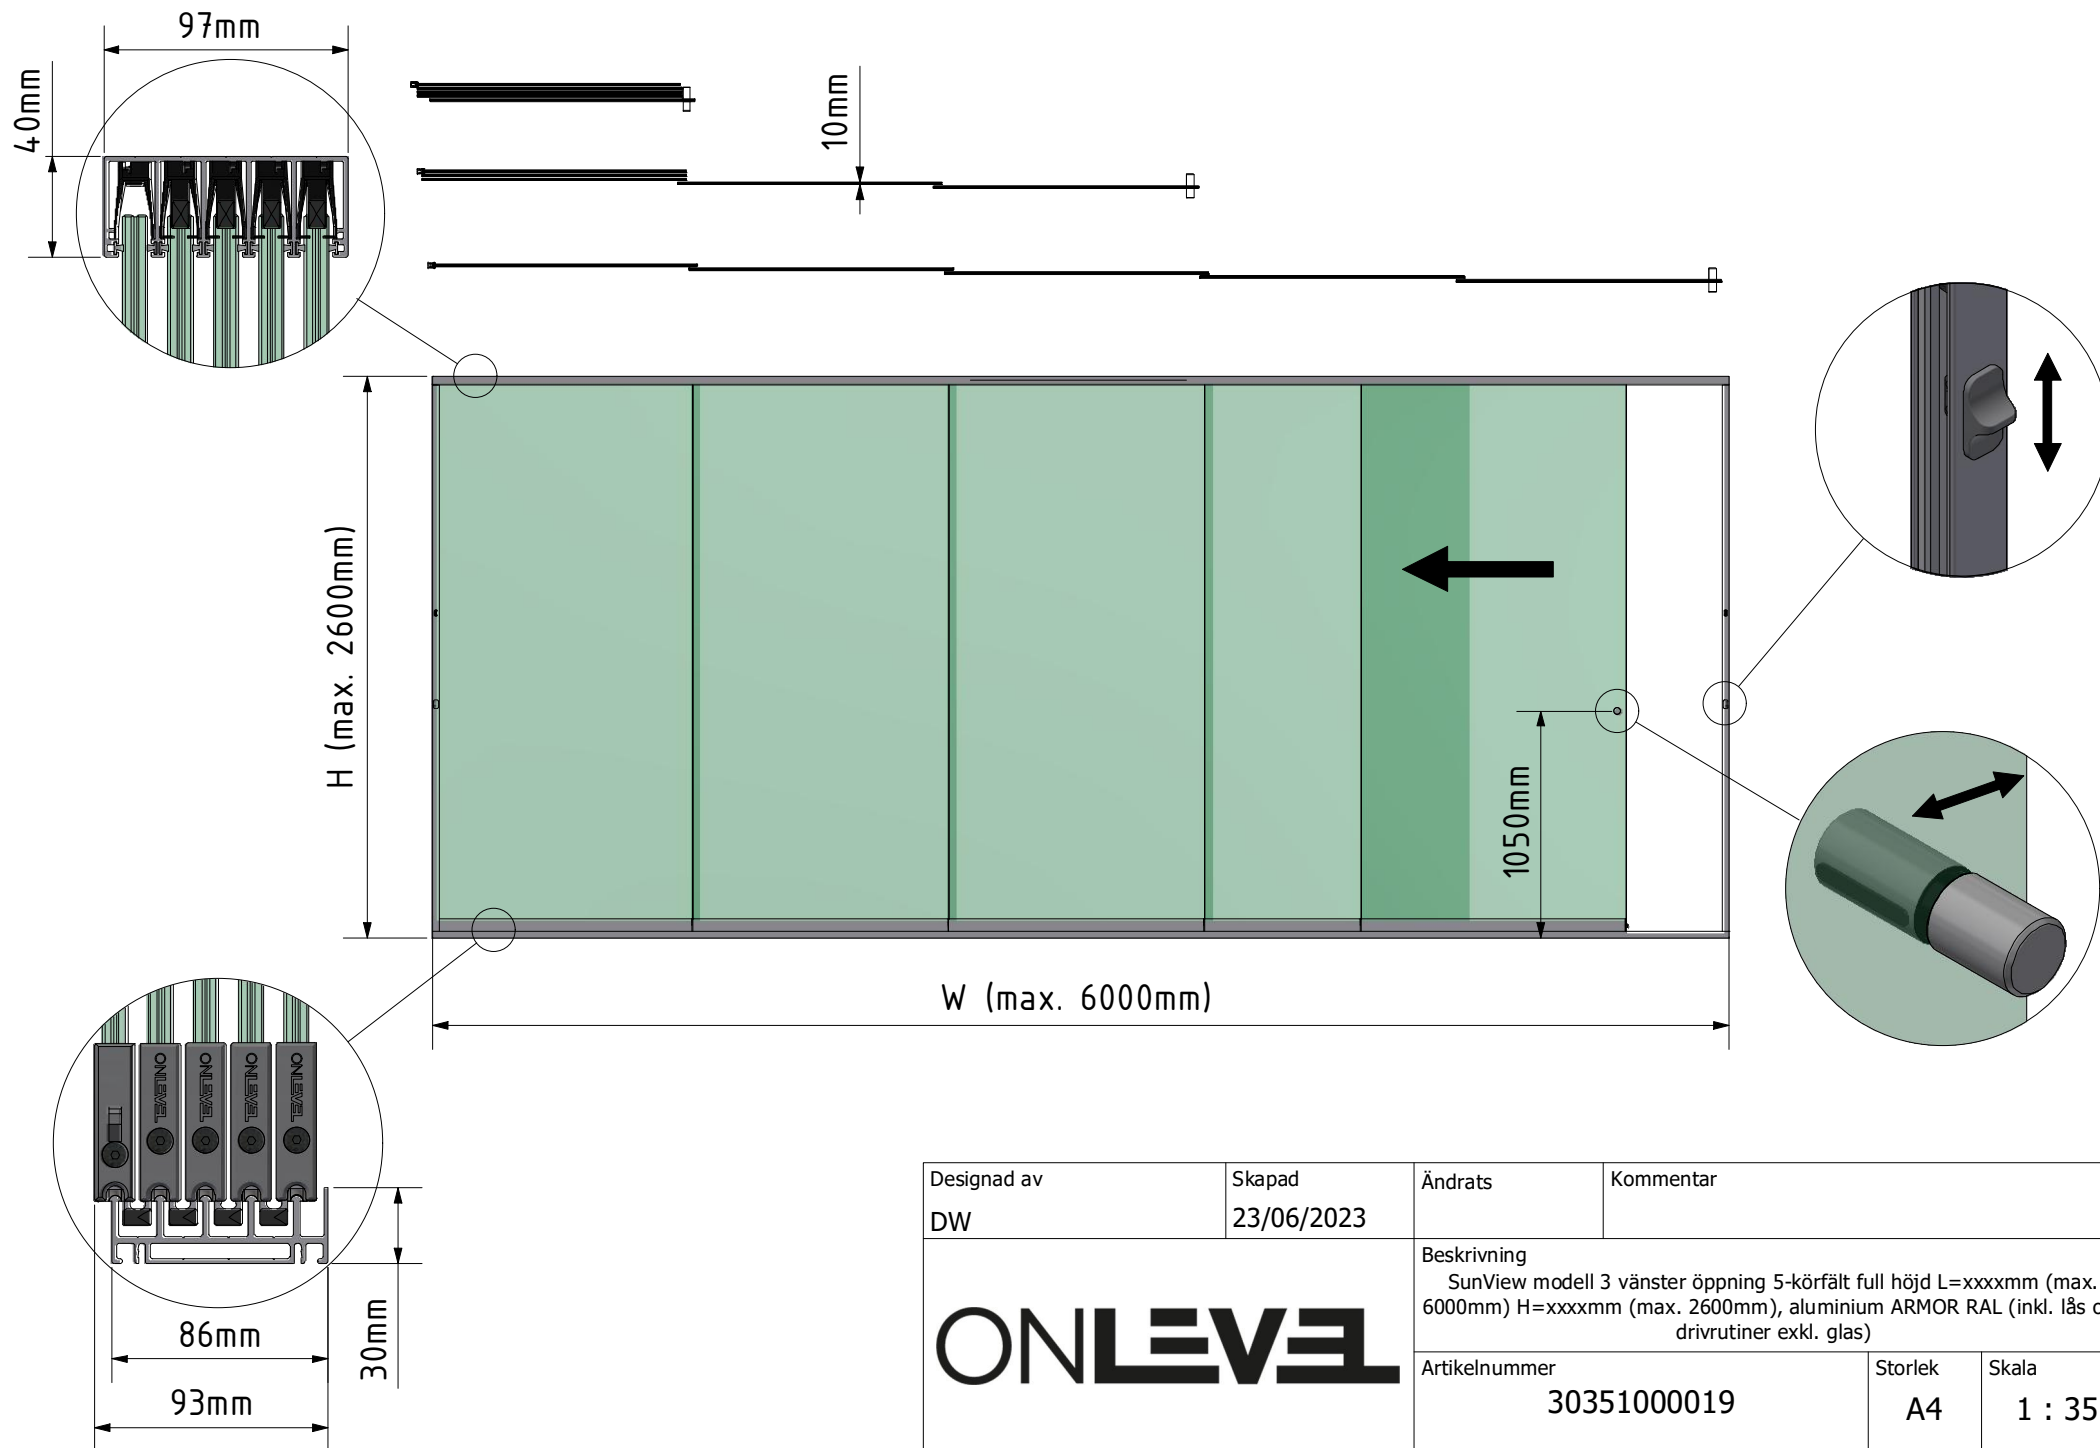 97mm
40mm
10mm
H (max. 2600mm)
1050mm
W (max. 6000mm)
ONLEVEL
ONLEVEL
ONLEVEL
ONLEVEL
30mm
86mm
93mm
Designad av
DW
Skapad
23/06/2023
Ändrats
Kommentar
ONLEVEL
Beskrivning
SunView modell 3 vänster öppning 5-körfält full höjd L=xxxxmm (max.
6000mm) H=xxxxmm (max. 2600mm), aluminium ARMOR RAL (inkl. lås
drivrutiner exkl. glas)
Artikelnummer
30351000019
Storlek
A4
Skala
1 : 35